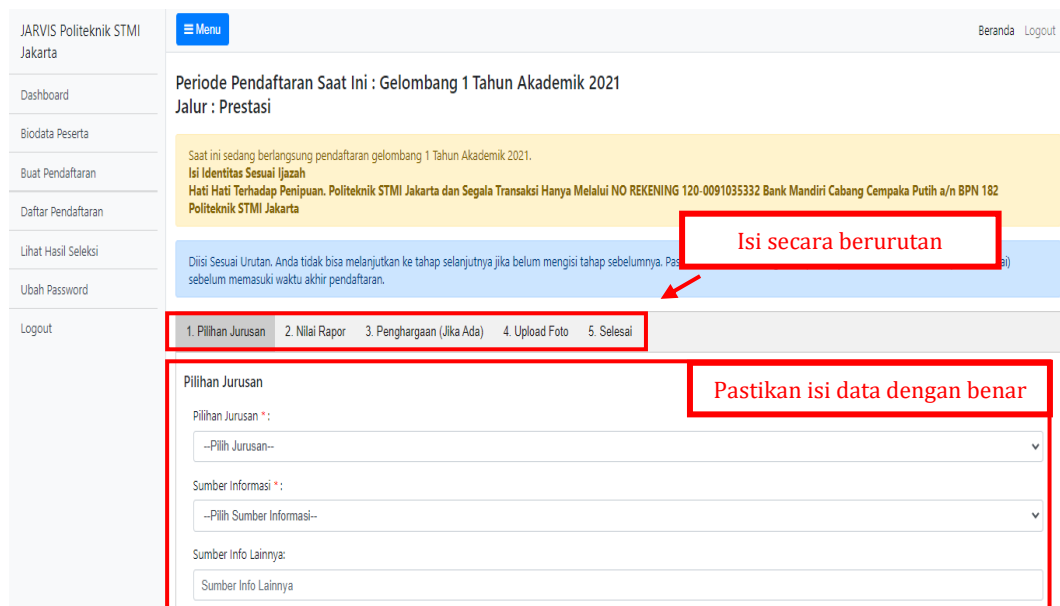 JARVIS Politeknik STMI
Jakarta
Dashboard
Biodata Peserta
Buat Pendaftaran
Daftar Pendaftaran
Lihat Hasil Seleksi
Ubah Password
Logout
Menu
Beranda Logout
Periode Pendaftaran Saat Ini : Gelombang 1 Tahun Akademik 2021
Jalur : Prestasi
Saat ini sedang berlangsung pendaftaran gelombang 1 Tahun Akademik 2021.
Isi Identitas Sesuai Ijazah
Hati Hati Terhadap Penipuan. Politeknik STMI Jakarta dan Segala Transaksi Hanya Melalui NO REKENING 120-0091035332 Bank Mandiri Cabang Cempaka Putih a/n BPN 182
Politeknik STMI Jakarta
Isi secara berurutan
Diisi Sesuai Urutan. Anda tidak bisa melanjutkan ke tahap selanjutnya jika belum mengisi tahap sebelumnya.
sebelum memasuki waktu akhir pendaftaran.
1. Pilihan Jurusan 2. Nilai Rapor 3. Penghargaan (Jika Ada) 4. Upload Foto 5. Selesai
Pilihan Jurusan
Pastikan isi data dengan benar
Pilihan Jurusan * :
--Pilih Jurusan--
Sumber Informasi * :
--Pilih Sumber Informasi--
Sumber Info Lainnya:
Sumber Info Lainnya